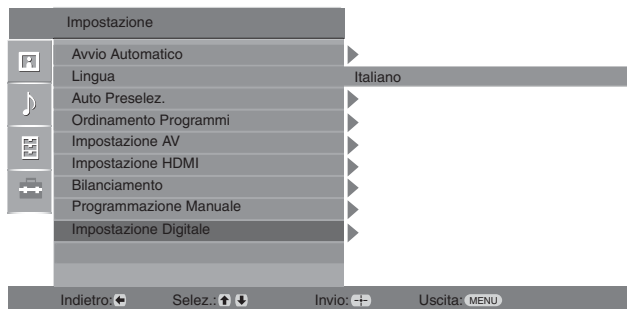 Impostazione
Avvio Automatico
Lingua Italiano
Auto Preselez.
Ordinamento Programmi
Impostazione AV
Impostazione HDMI
Bilanciamento
Programmazione Manuale
Impostazione Digitale
Indietro: Selez.: Invio: Uscita: MENU